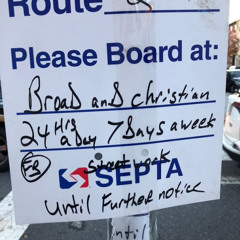 Route
Please Board at:
Broad and Christian
24 Hrs a Day 7 Days a week
street work
SEPTA
Until Further notice
until